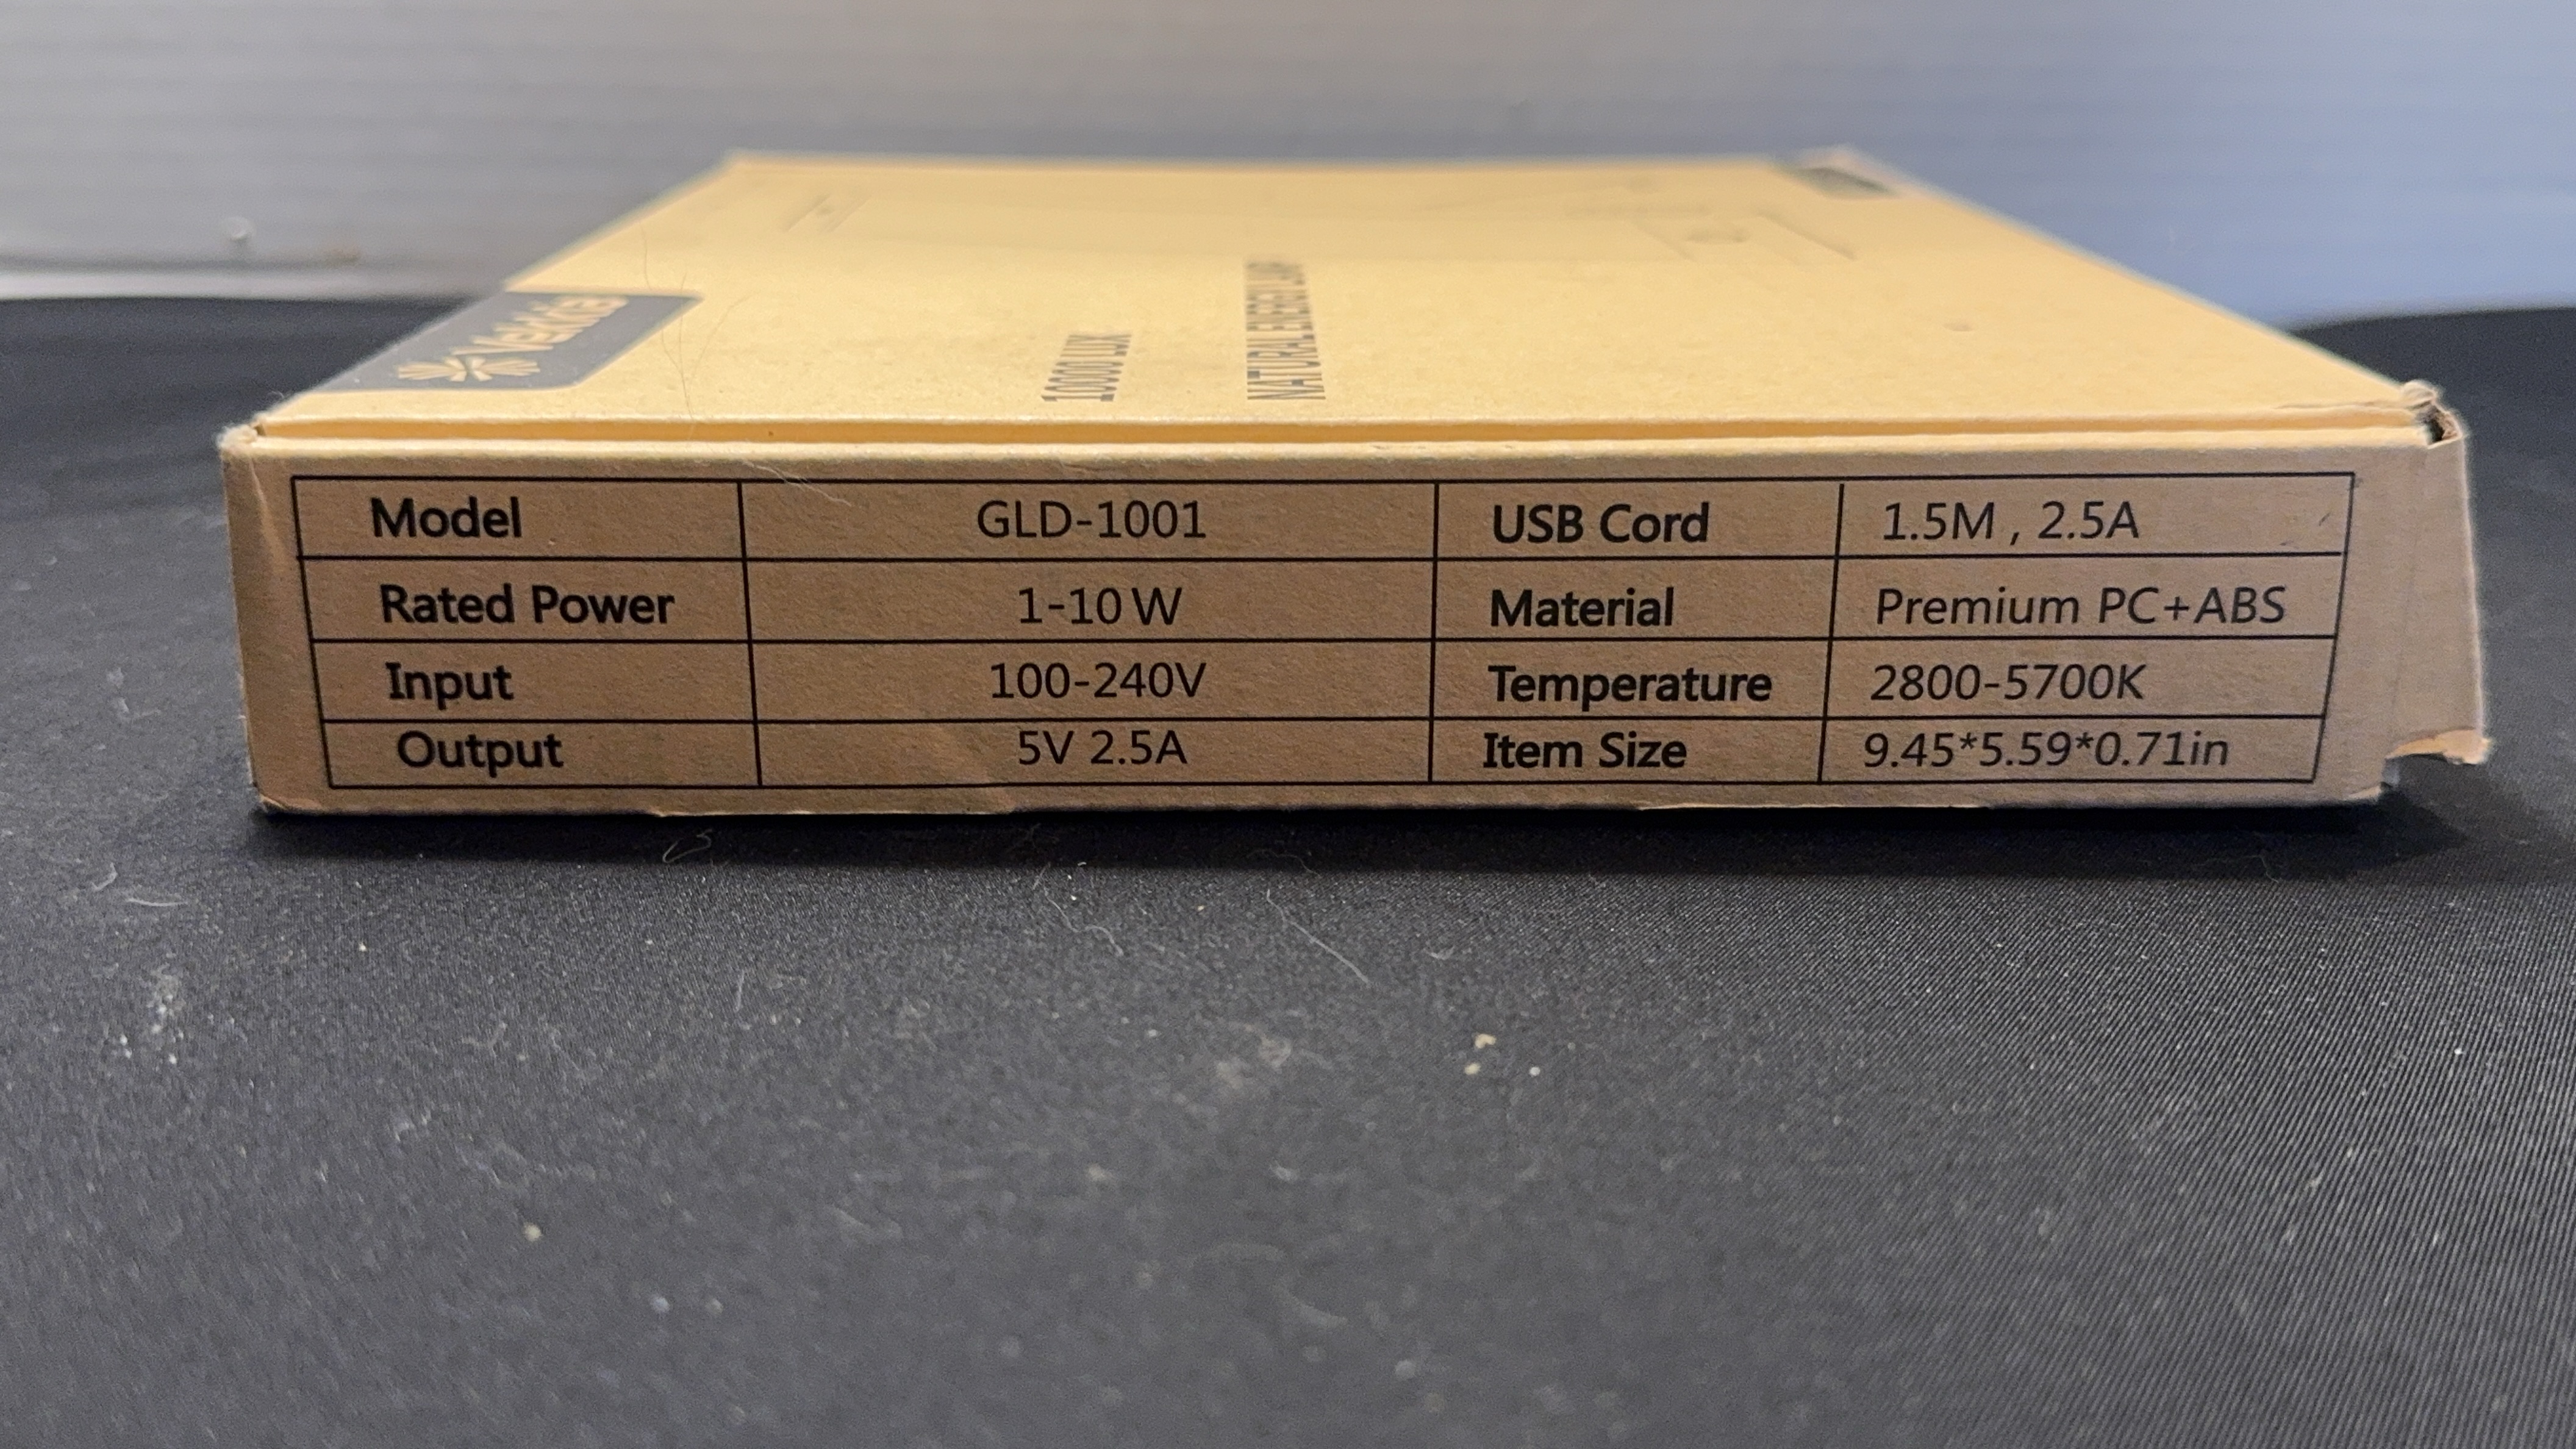 10000 LUX
NATURAL ENERGY LAMP
Model GLD-1001 USB Cord 1.5M , 2.5A
Rated Power 1-10 W Material Premium PC+ABS
Input 100-240V Temperature 2800-5700K
Output 5V 2.5A Item Size 9.45*5.59*0.71in